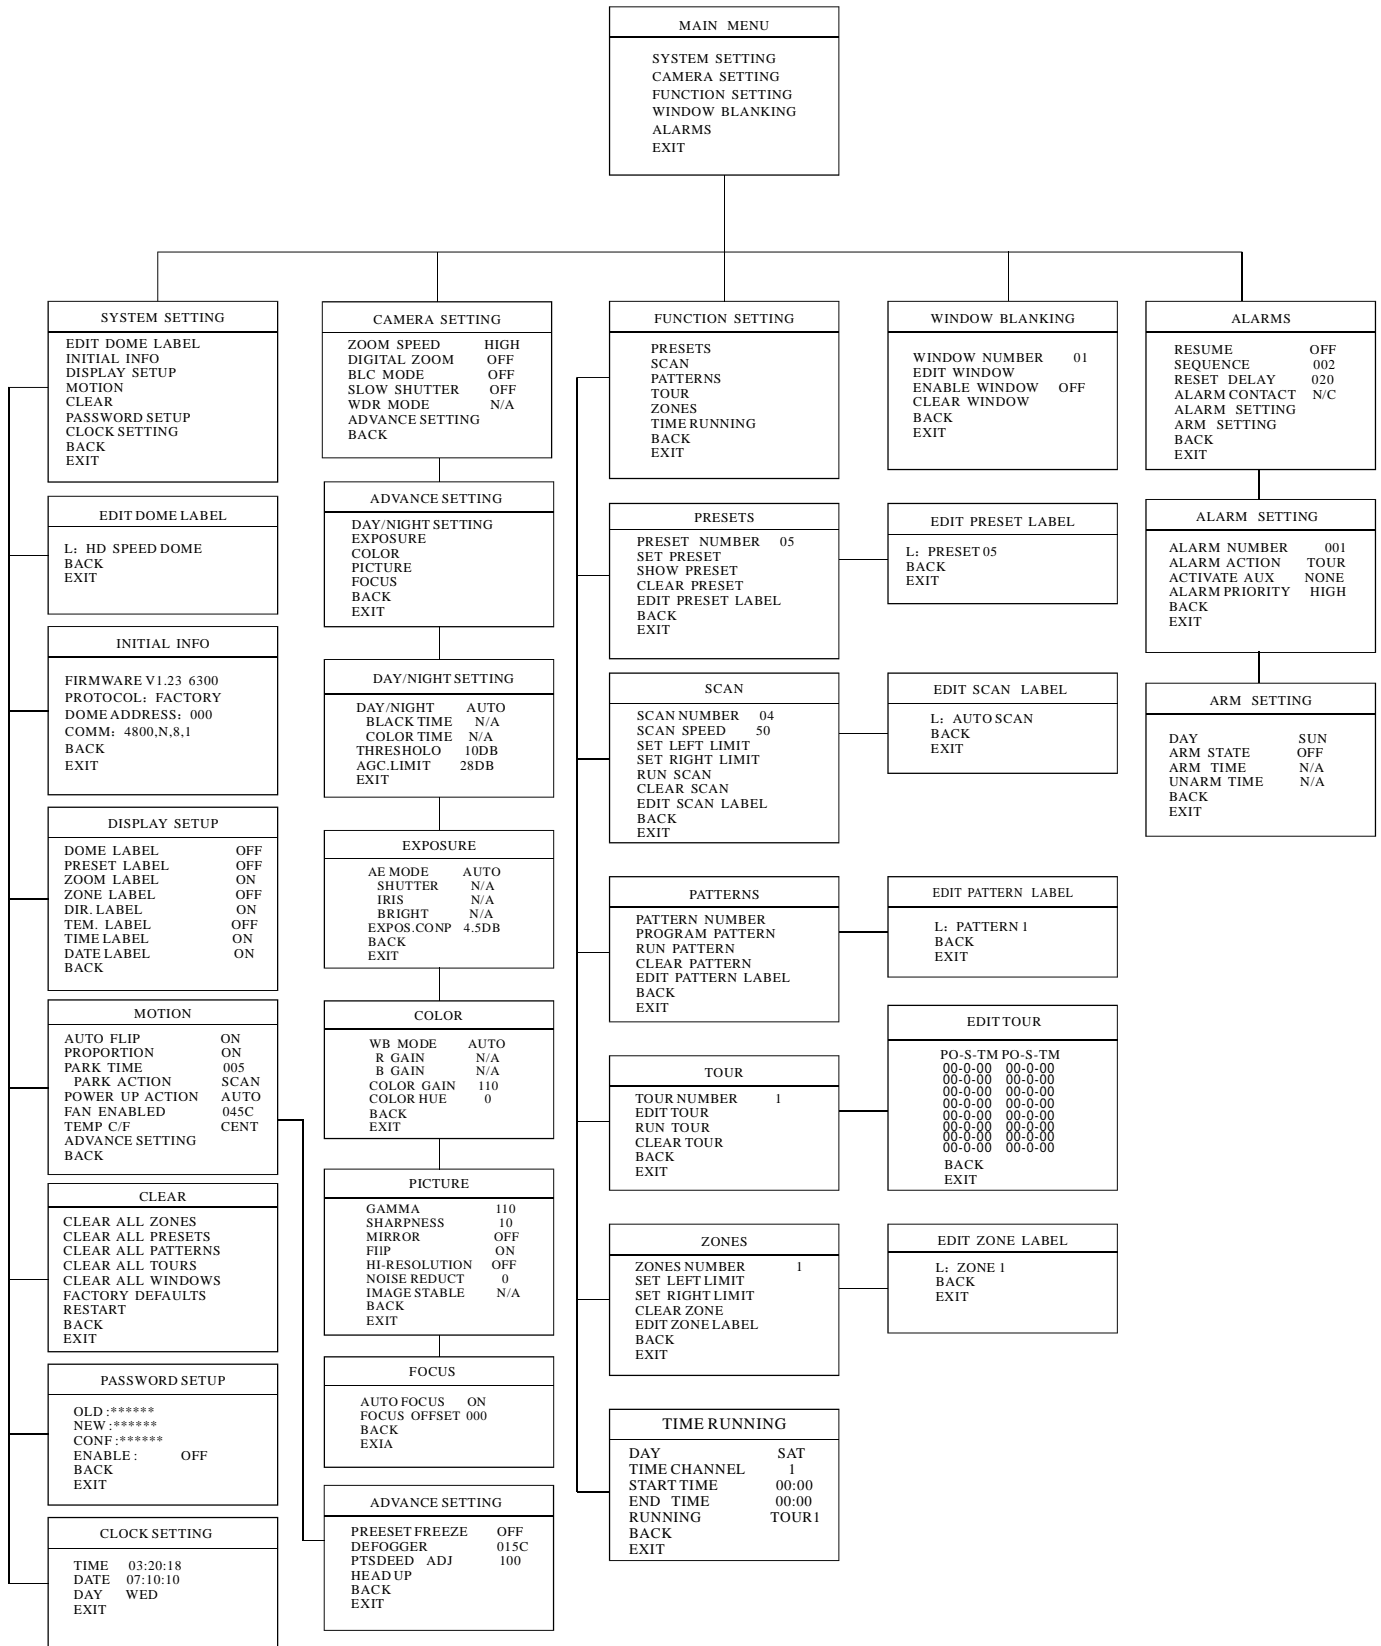 MAIN MENU
SYSTEM SETTING
CAMERA SETTING
FUNCTION SETTING
WINDOW BLANKING
ALARMS
EXIT
SYSTEM SETTING
EDIT DOME LABEL
INITIAL INFO
DISPLAY SETUP
MOTION
CLEAR
PASSWORD SETUP
CLOCK SETTING
BACK
EXIT
EDIT DOME LABEL
L: HD SPEED DOME
BACK
EXIT
INITIAL INFO
FIRMWARE V1.23 6300
PROTOCOL: FACTORY
DOME ADDRESS: 000
COMM: 4800,N,8,1
BACK
EXIT
DISPLAY SETUP
DOME LABEL OFF
PRESET LABEL OFF
ZOOM LABEL ON
ZONE LABEL OFF
DIR. LABEL ON
TEM. LABEL OFF
TIME LABEL ON
DATE LABEL ON
BACK
MOTION
AUTO FLIP ON
PROPORTION ON
PARK TIME 005
PARK ACTION SCAN
POWER UP ACTION AUTO
FAN ENABLED 045C
TEMP C/F CENT
ADVANCE SETTING
BACK
CLEAR
CLEAR ALL ZONES
CLEAR ALL PRESETS
CLEAR ALL PATTERNS
CLEAR ALL TOURS
CLEAR ALL WINDOWS
FACTORY DEFAULTS
RESTART
BACK
EXIT
PASSWORD SETUP
OLD :******
NEW :******
CONF :******
ENABLE : OFF
BACK
EXIT
CLOCK SETTING
TIME 03:20:18
DATE 07:10:10
DAY WED
EXIT
CAMERA SETTING
ZOOM SPEED HIGH
DIGITAL ZOOM OFF
BLC MODE OFF
SLOW SHUTTER OFF
WDR MODE N/A
ADVANCE SETTING
BACK
ADVANCE SETTING
DAY/NIGHT SETTING
EXPOSURE
COLOR
PICTURE
FOCUS
BACK
EXIT
DAY/NIGHT SETTING
DAY/NIGHT AUTO
BLACK TIME N/A
COLOR TIME N/A
THRESHOLO 10DB
AGC.LIMIT 28DB
EXIT
EXPOSURE
AE MODE AUTO
SHUTTER N/A
IRIS N/A
BRIGHT N/A
EXPOS.CONP 4.5DB
BACK
EXIT
COLOR
WB MODE AUTO
R GAIN N/A
B GAIN N/A
COLOR GAIN 110
COLOR HUE 0
BACK
EXIT
PICTURE
GAMMA 110
SHARPNESS 10
MIRROR OFF
FIIP ON
HI-RESOLUTION OFF
NOISE REDUCT 0
IMAGE STABLE N/A
BACK
EXIT
FOCUS
AUTO FOCUS ON
FOCUS OFFSET 000
BACK
EXIA
ADVANCE SETTING
PREESET FREEZE OFF
DEFOGGER 015C
PTSDEED ADJ 100
HEAD UP
BACK
EXIT
FUNCTION SETTING
PRESETS
SCAN
PATTERNS
TOUR
ZONES
TIME RUNNING
BACK
EXIT
PRESETS
PRESET NUMBER 05
SET PRESET
SHOW PRESET
CLEAR PRESET
EDIT PRESET LABEL
BACK
EXIT
SCAN
SCAN NUMBER 04
SCAN SPEED 50
SET LEFT LIMIT
SET RIGHT LIMIT
RUN SCAN
CLEAR SCAN
EDIT SCAN LABEL
BACK
EXIT
PATTERNS
PATTERN NUMBER
PROGRAM PATTERN
RUN PATTERN
CLEAR PATTERN
EDIT PATTERN LABEL
BACK
EXIT
TOUR
TOUR NUMBER 1
EDIT TOUR
RUN TOUR
CLEAR TOUR
BACK
EXIT
ZONES
ZONES NUMBER 1
SET LEFT LIMIT
SET RIGHT LIMIT
CLEAR ZONE
EDIT ZONE LABEL
BACK
EXIT
TIME RUNNING
DAY SAT
TIME CHANNEL 1
START TIME 00:00
END TIME 00:00
RUNNING TOUR1
BACK
EXIT
WINDOW BLANKING
WINDOW NUMBER 01
EDIT WINDOW
ENABLE WINDOW OFF
CLEAR WINDOW
BACK
EXIT
EDIT PRESET LABEL
L: PRESET 05
BACK
EXIT
EDIT SCAN LABEL
L: AUTO SCAN
BACK
EXIT
EDIT PATTERN LABEL
L: PATTERN 1
BACK
EXIT
EDIT TOUR
PO-S-TM PO-S-TM
00-0-00 00-0-00
00-0-00 00-0-00
00-0-00 00-0-00
00-0-00 00-0-00
00-0-00 00-0-00
00-0-00 00-0-00
00-0-00 00-0-00
00-0-00 00-0-00
BACK
EXIT
EDIT ZONE LABEL
L: ZONE 1
BACK
EXIT
ALARMS
RESUME OFF
SEQUENCE 002
RESET DELAY 020
ALARM CONTACT N/C
ALARM SETTING
ARM SETTING
BACK
EXIT
ALARM SETTING
ALARM NUMBER 001
ALARM ACTION TOUR
ACTIVATE AUX NONE
ALARM PRIORITY HIGH
BACK
EXIT
ARM SETTING
DAY SUN
ARM STATE OFF
ARM TIME N/A
UNARM TIME N/A
BACK
EXIT